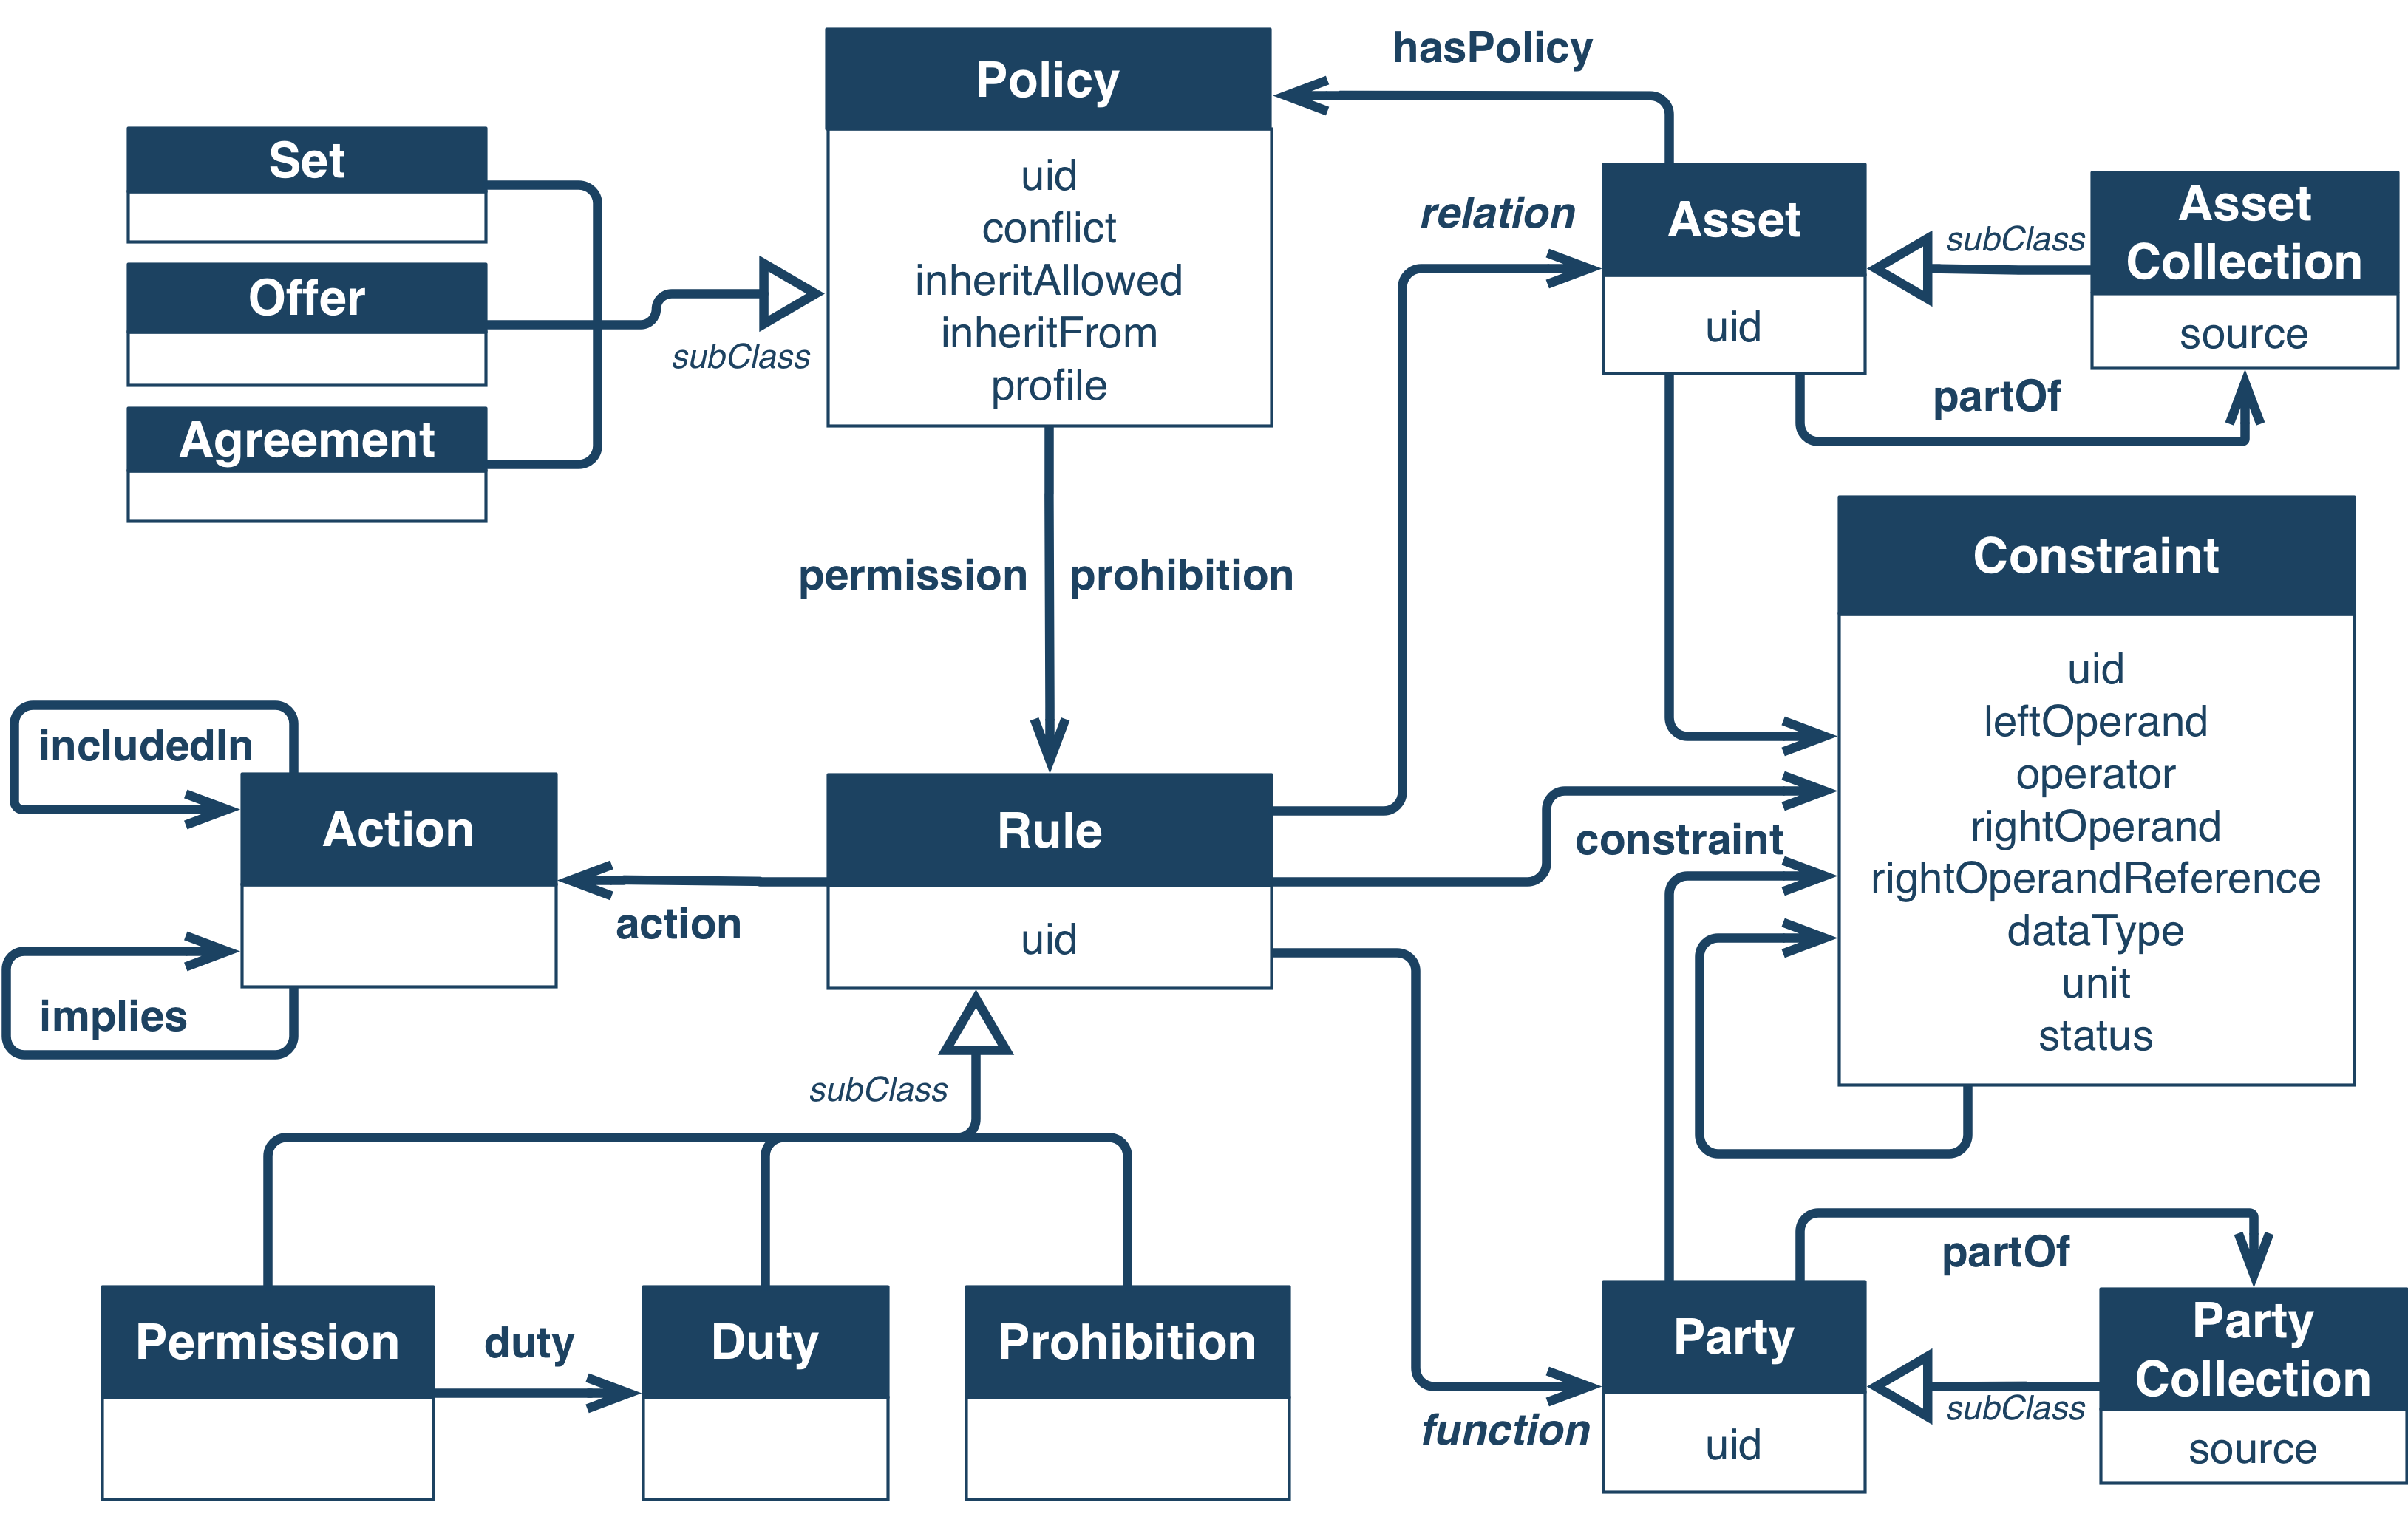 hasPolicy
Policy
uid
conflict
inheritAllowed
inheritFrom
profile
Set
Offer
Agreement
subClass
relation
Asset
uid
subClass
Asset
Collection
source
partOf
permission
prohibition
Constraint
uid
leftOperand
operator
rightOperand
rightOperandReference
dataType
unit
status
includedIn
Action
implies
action
Rule
uid
constraint
subClass
Permission
duty
Duty
Prohibition
function
Party
uid
partOf
subClass
Party
Collection
source